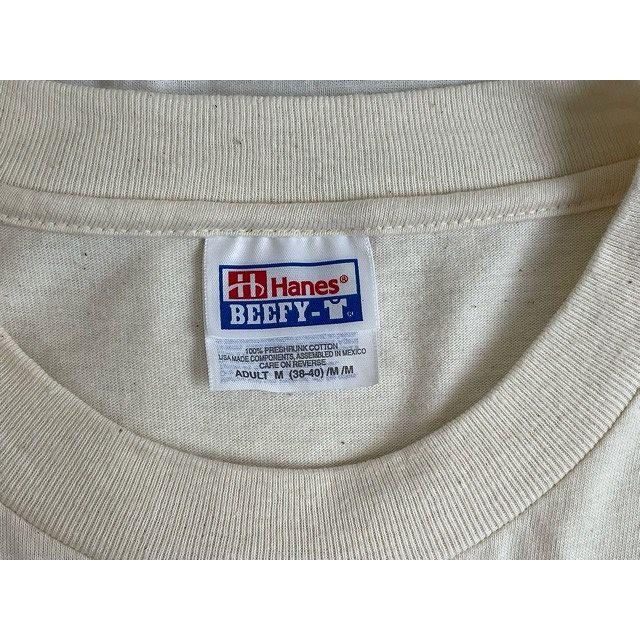 Hanes®
BEEFY-T
100% PRESHRUNK COTTON
USA MADE COMPONENTS, ASSEMBLED IN MEXICO
CARE ON REVERSE
ADULT M (38-40) /M /M